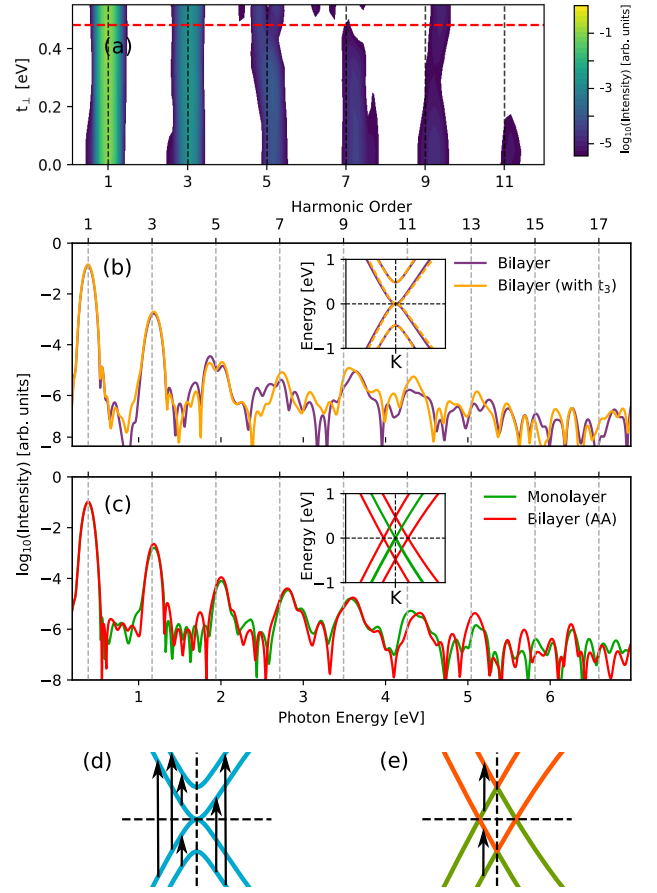 (a)
t⊥ [eV]
0.4
0.2
0.0
1 3 5 7 9 11
Harmonic Order
-1
-3
-5
log₁₀(Intensity) [arb. units]
1 3 5 7 9 11 13 15 17
(b)
0
−2
−4
−6
−8
Energy [eV]
1
0
−1
K
Bilayer
Bilayer (with t₃)
log₁₀(Intensity) [arb. units]
(c)
0
−2
−4
−6
−8
Energy [eV]
1
0
−1
K
Monolayer
Bilayer (AA)
1 2 3 4 5 6
Photon Energy [eV]
(d) (e)